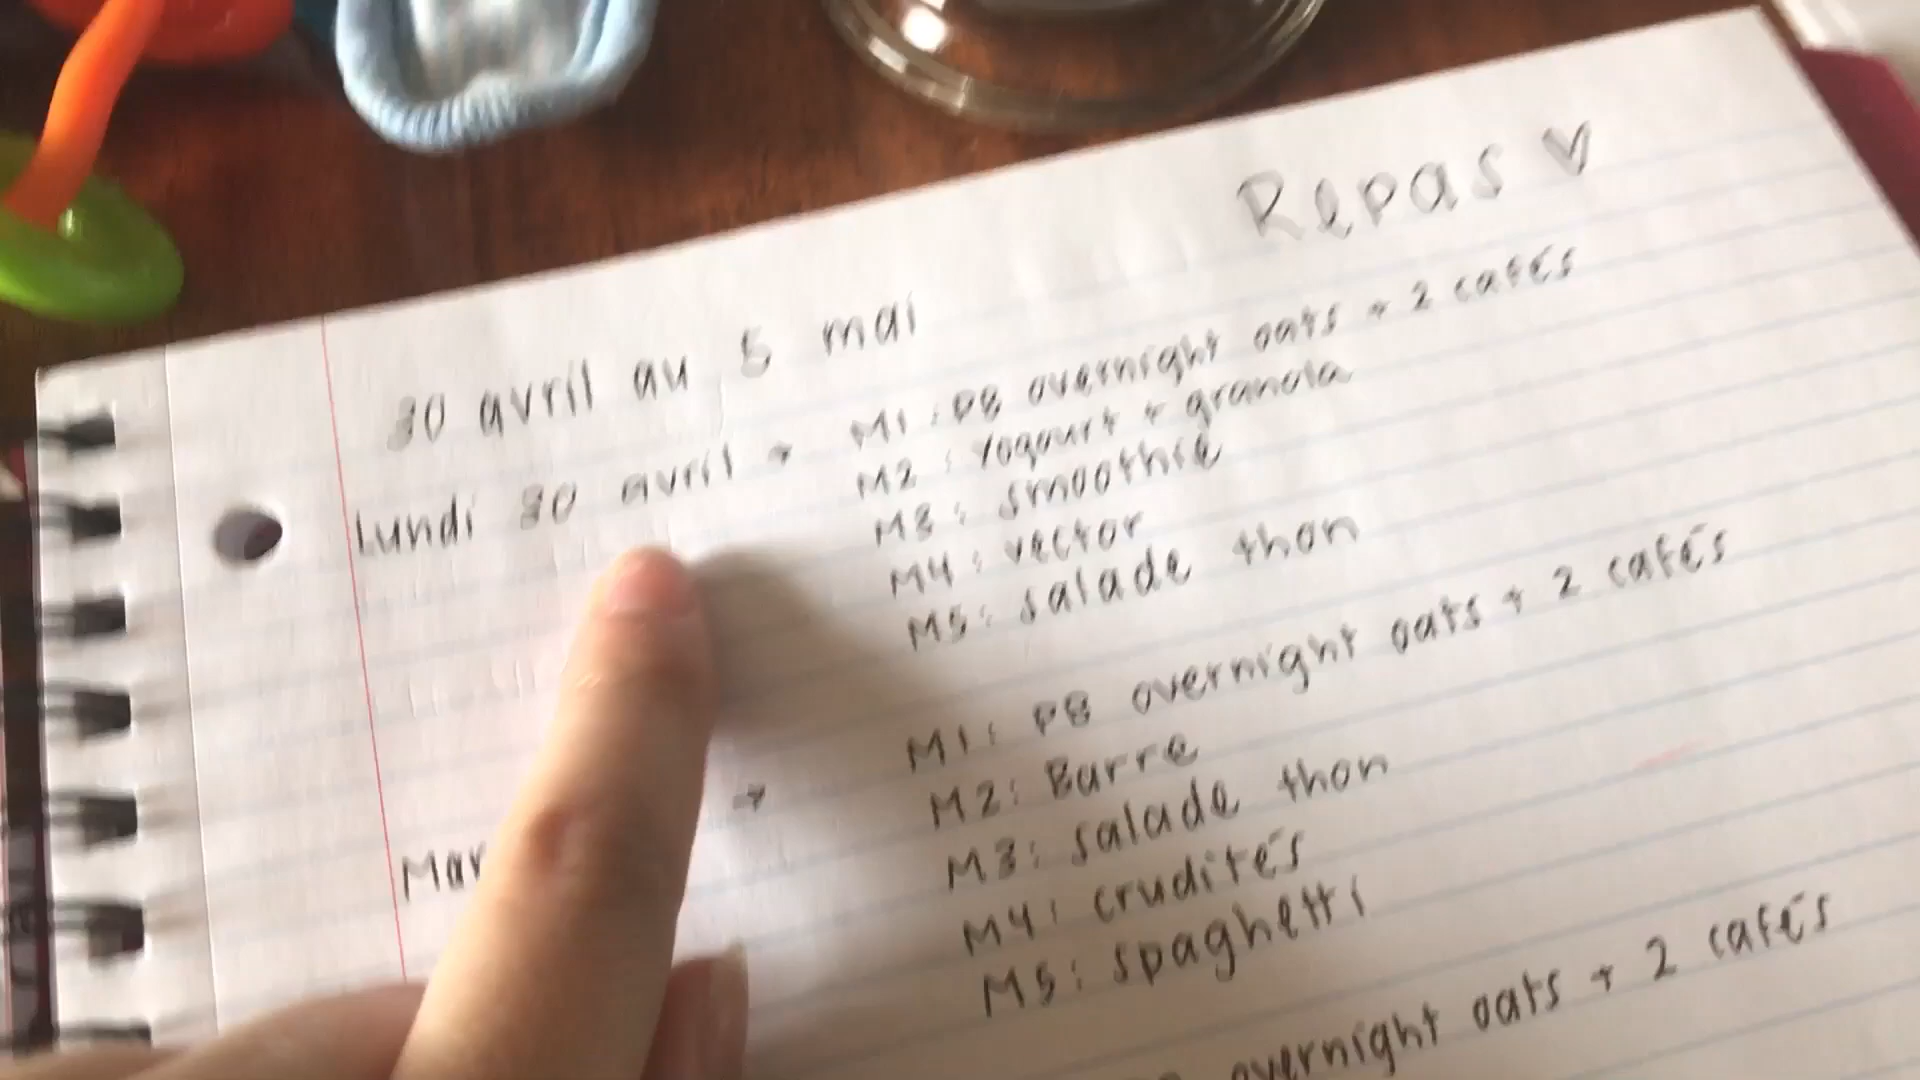 Repas ♡
30 avril au 5 mai
Lundi 30 avril → M1: PB overnight oats + 2 cafés
M2: Yogourt + granola
M3: smoothie
M4: vector
M5: salade thon
Mar → M1: PB overnight oats + 2 cafés
M2: Barre
M3: salade thon
M4: crudités
M5: spaghetti
overnight oats + 2 cafés